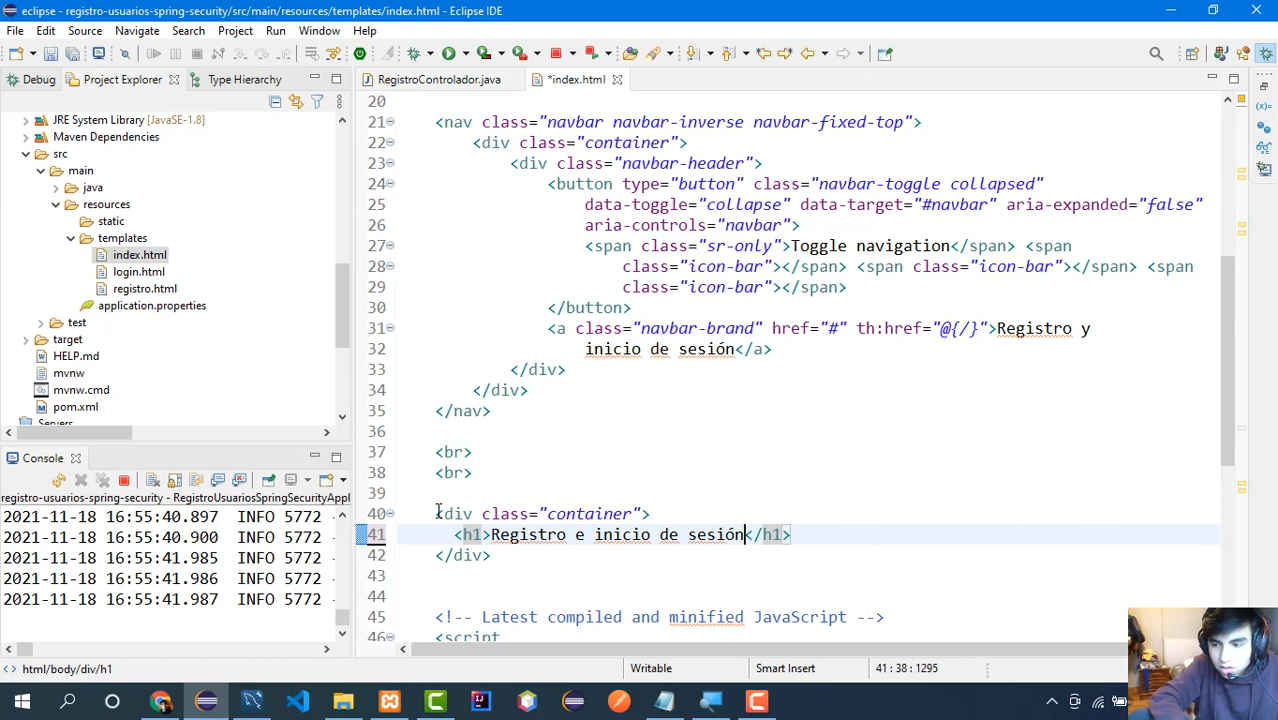 eclipse - registro-usuarios-spring-security/src/main/resources/templates/index.html - Eclipse IDE
File Edit Source Navigate Search Project Run Window Help
Debug Project Explorer Type Hierarchy
RegistroControlador.java *index.html
JRE System Library [JavaSE-1.8]
Maven Dependencies
src
main
java
resources
static
templates
index.html
login.html
registro.html
application.properties
test
target
HELP.md
mvnw
mvnw.cmd
pom.xml
Servers
20
21 <nav class="navbar navbar-inverse navbar-fixed-top">
22 <div class="container">
23 <div class="navbar-header">
24 <button type="button" class="navbar-toggle collapsed"
25 data-toggle="collapse" data-target="#navbar" aria-expanded="false"
26 aria-controls="navbar">
27 <span class="sr-only">Toggle navigation</span> <span
28 class="icon-bar"></span> <span class="icon-bar"></span> <span
29 class="icon-bar"></span>
30 </button>
31 <a class="navbar-brand" href="#" th:href="@{/}">Registro y
32 inicio de sesión</a>
33 </div>
34 </div>
35 </nav>
36
37 <br>
38 <br>
39
40 <div class="container">
41 <h1>Registro e inicio de sesión</h1>
42 </div>
43
44
45 <!-- Latest compiled and minified JavaScript -->
46 <script
Console
registro-usuarios-spring-security - RegistroUsuariosSpringSecurityAppl
2021-11-18 16:55:40.897 INFO 5772 -
2021-11-18 16:55:40.900 INFO 5772 -
2021-11-18 16:55:41.985 INFO 5772 -
2021-11-18 16:55:41.986 INFO 5772 -
2021-11-18 16:55:41.987 INFO 5772 -
html/body/div/h1 Writable Smart Insert 41 : 38 : 1295